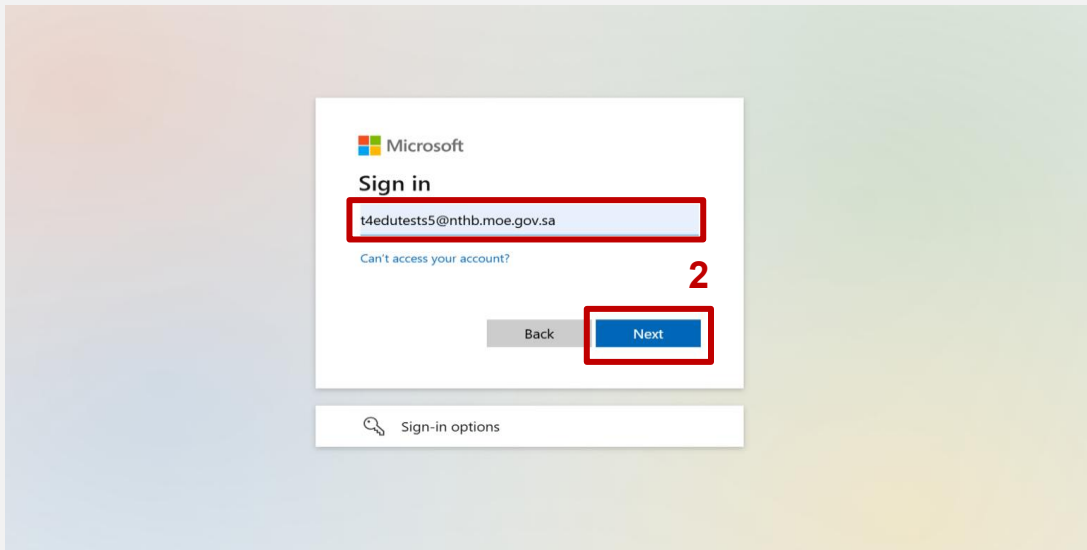 Microsoft
Sign in
t4edutests5@nthb.moe.gov.sa
Can't access your account?
2
Back
Next
Sign-in options